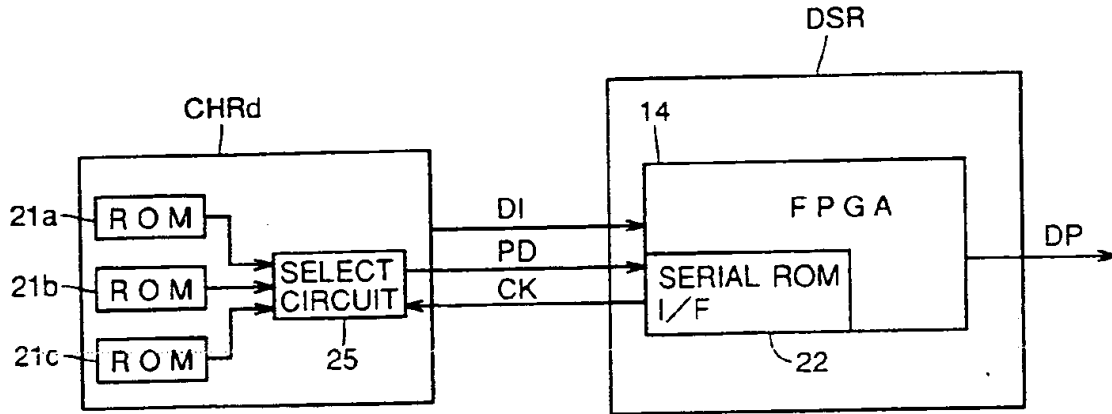 DSR
CHRd
14
21a
ROM
FPGA
DI
DP
PD
21b
ROM
SELECT
CIRCUIT
SERIAL ROM
I/F
CK
21c
ROM
25
22